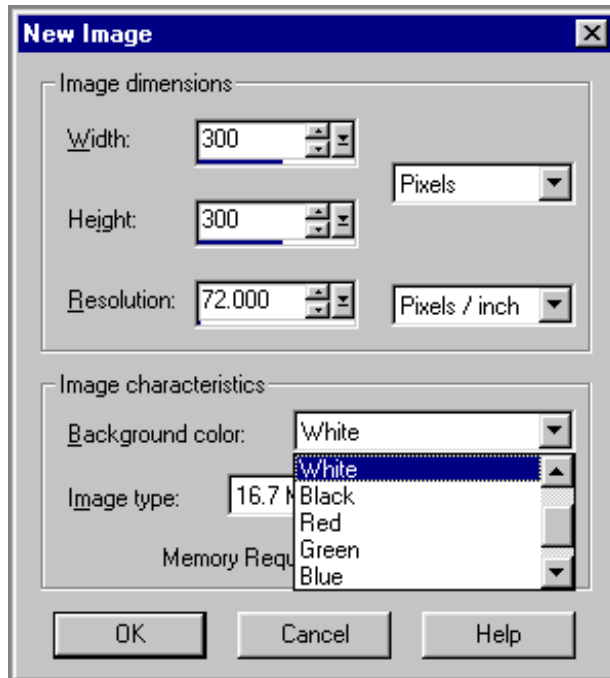 New Image
Image dimensions
Width: 300
Pixels
Height: 300
Resolution: 72.000 Pixels / inch
Image characteristics
Background color: White
White
Image type: 16.7
Black
Red
Green
Memory
Blue
OK Cancel Help